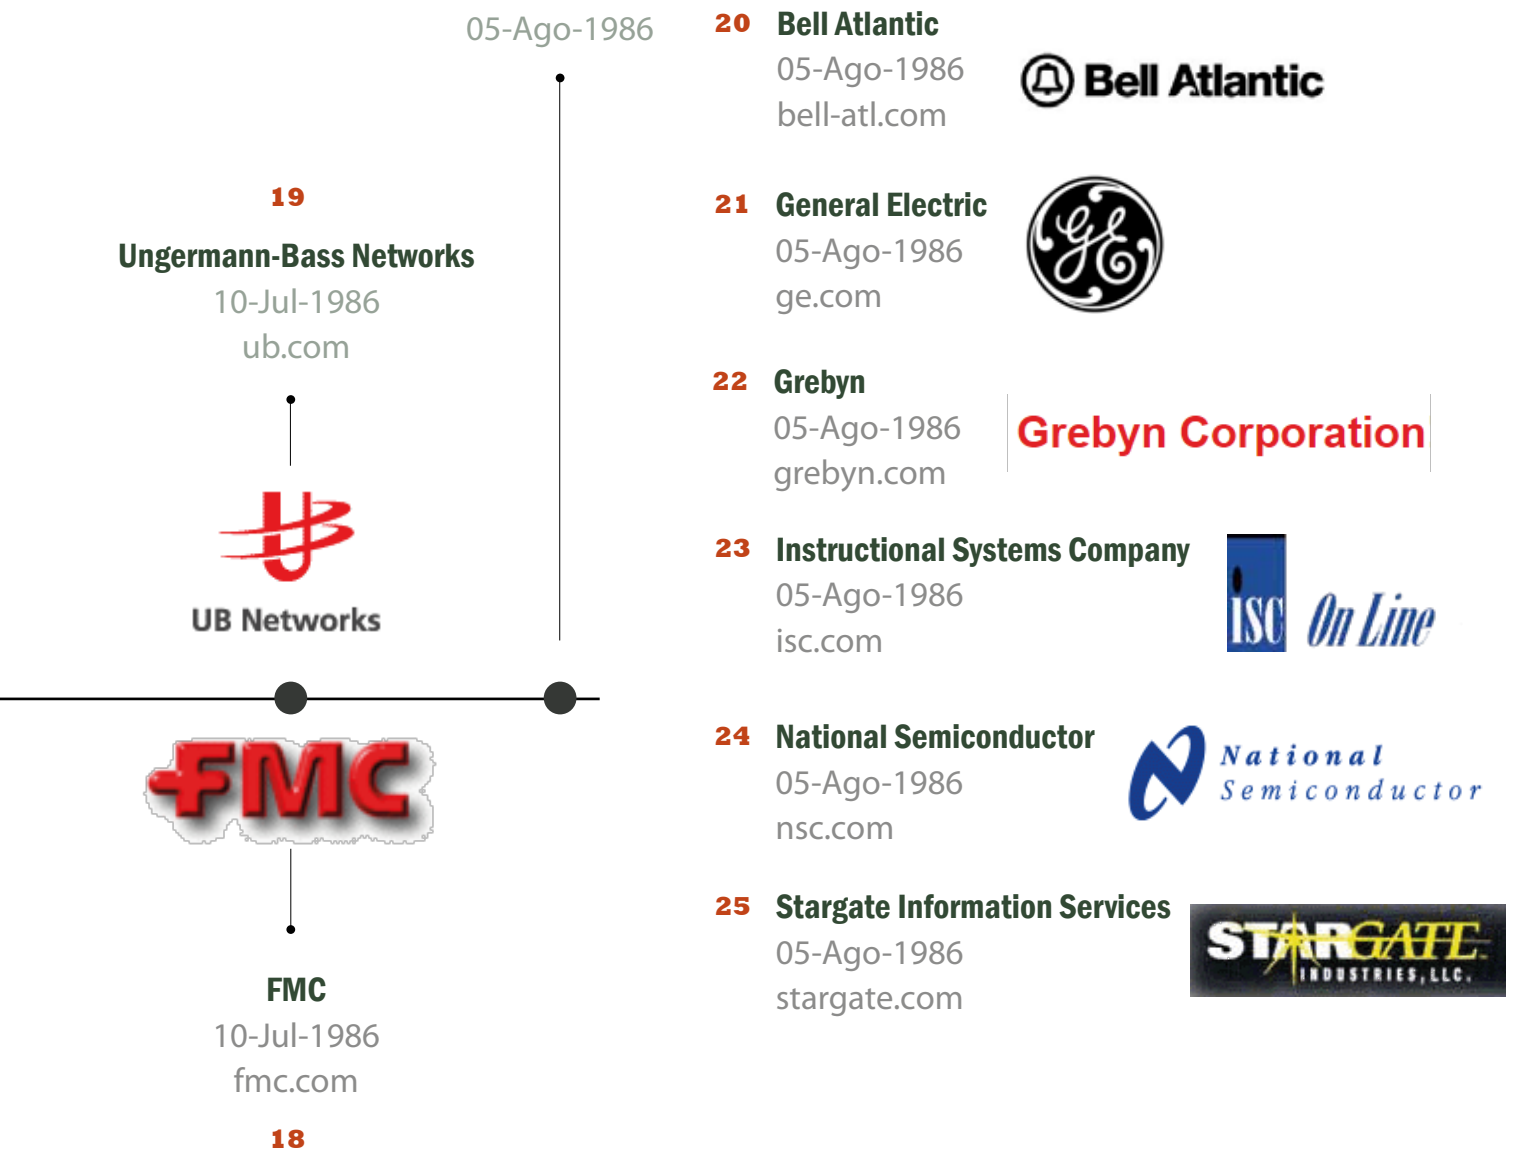 05-Ago-1986
19
Ungermann-Bass Networks
10-Jul-1986
ub.com
UB Networks
FMC
FMC
10-Jul-1986
fmc.com
18
20 Bell Atlantic
05-Ago-1986
bell-atl.com
Bell Atlantic
21 General Electric
05-Ago-1986
ge.com
GE
22 Grebyn
05-Ago-1986
grebyn.com
Grebyn Corporation
23 Instructional Systems Company
05-Ago-1986
isc.com
isc On Line
24 National Semiconductor
05-Ago-1986
nsc.com
National
Semiconductor
25 Stargate Information Services
05-Ago-1986
stargate.com
STARGATE
INDUSTRIES, LLC.